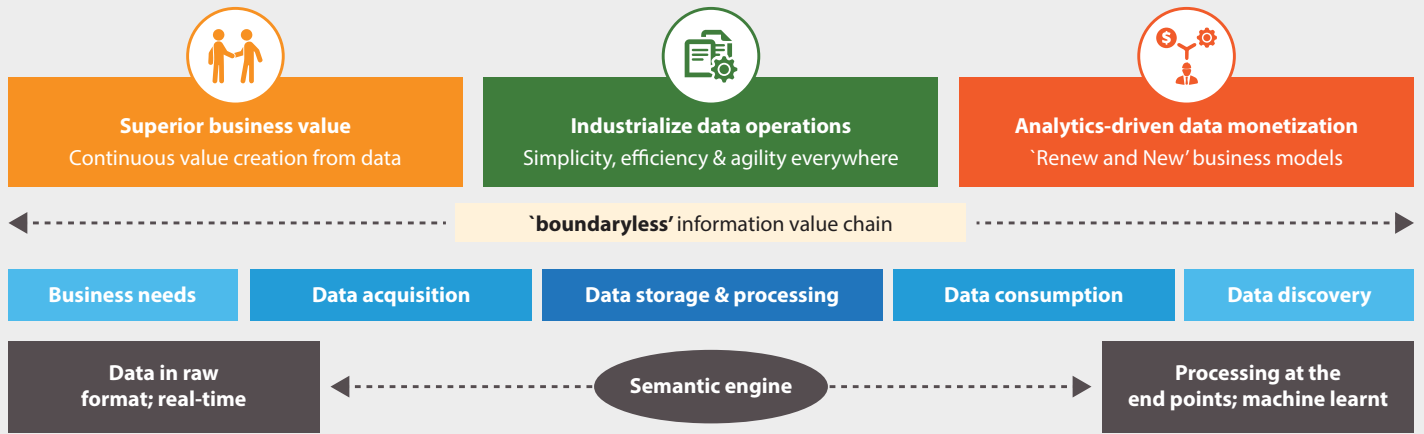 $
Superior business value
Continuous value creation from data
Industrialize data operations
Simplicity, efficiency & agility everywhere
Analytics-driven data monetization
`Renew and New’ business models
`boundaryless’ information value chain
Business needs
Data acquisition
Data storage & processing
Data consumption
Data discovery
Data in raw
format; real-time
Semantic engine
Processing at the
end points; machine learnt